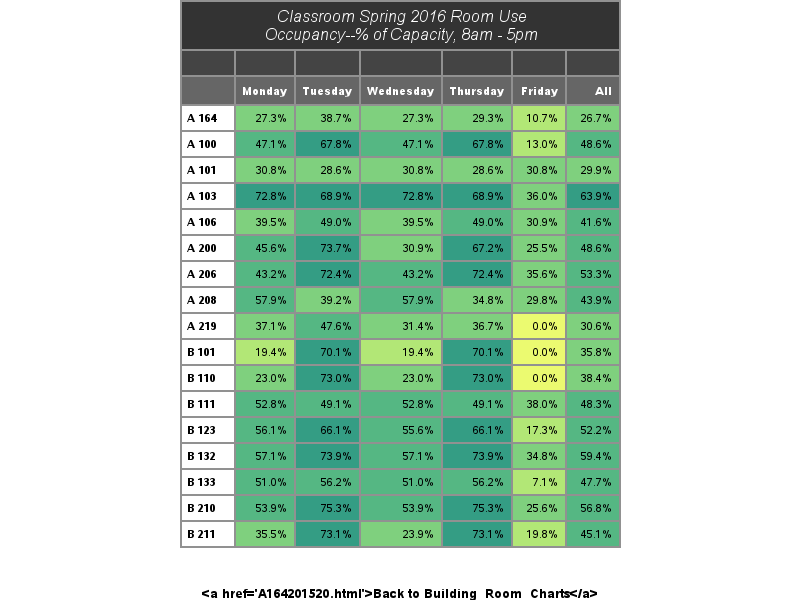 Classroom Spring 2016 Room Use
Occupancy--% of Capacity, 8am - 5pm
Monday Tuesday Wednesday Thursday Friday All
A 164 27.3% 38.7% 27.3% 29.3% 10.7% 26.7%
A 100 47.1% 67.8% 47.1% 67.8% 13.0% 48.6%
A 101 30.8% 28.6% 30.8% 28.6% 30.8% 29.9%
A 103 72.8% 68.9% 72.8% 68.9% 36.0% 63.9%
A 106 39.5% 49.0% 39.5% 49.0% 30.9% 41.6%
A 200 45.6% 73.7% 30.9% 67.2% 25.5% 48.6%
A 206 43.2% 72.4% 43.2% 72.4% 35.6% 53.3%
A 208 57.9% 39.2% 57.9% 34.8% 29.8% 43.9%
A 219 37.1% 47.6% 31.4% 36.7% 0.0% 30.6%
B 101 19.4% 70.1% 19.4% 70.1% 0.0% 35.8%
B 110 23.0% 73.0% 23.0% 73.0% 0.0% 38.4%
B 111 52.8% 49.1% 52.8% 49.1% 38.0% 48.3%
B 123 56.1% 66.1% 55.6% 66.1% 17.3% 52.2%
B 132 57.1% 73.9% 57.1% 73.9% 34.8% 59.4%
B 133 51.0% 56.2% 51.0% 56.2% 7.1% 47.7%
B 210 53.9% 75.3% 53.9% 75.3% 25.6% 56.8%
B 211 35.5% 73.1% 23.9% 73.1% 19.8% 45.1%
<a href='A164201520.html'>Back to Building_Room_Charts</a>